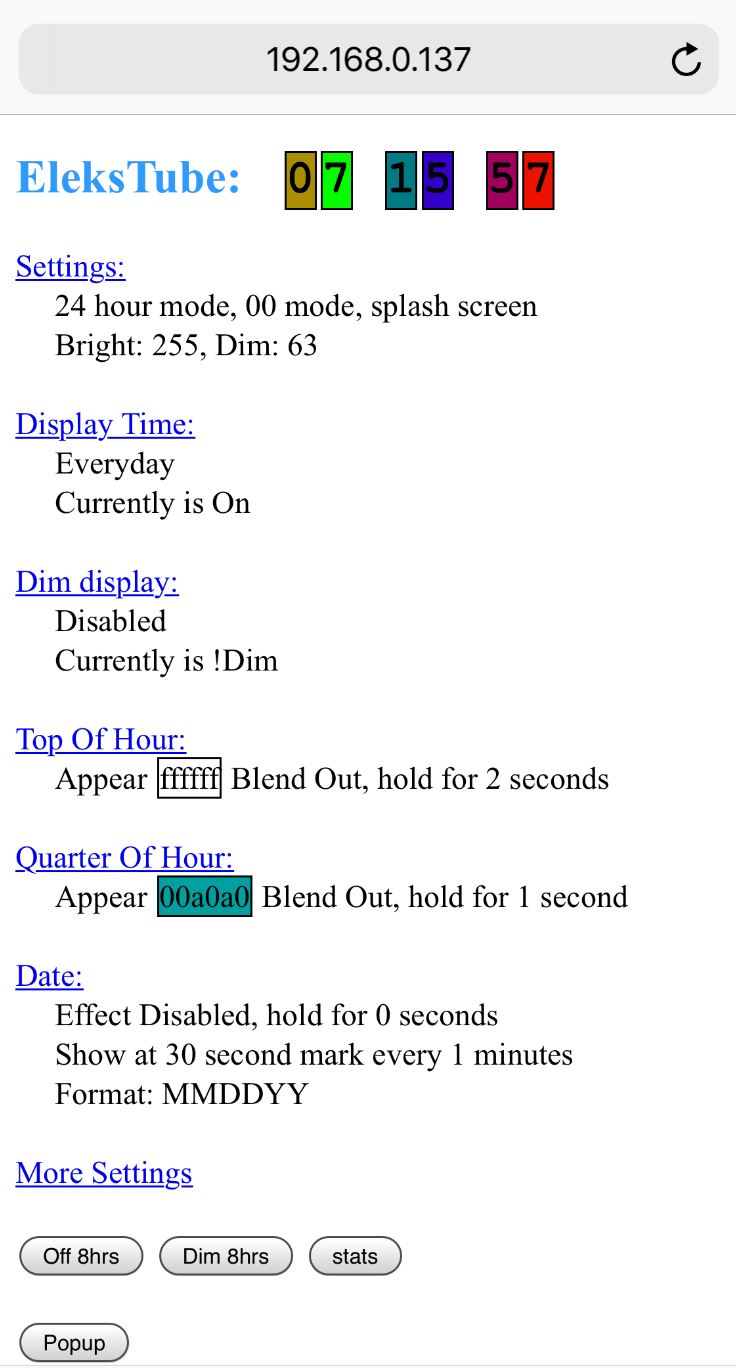 192.168.0.137
EleksTube: 07 15 57
Settings:
24 hour mode, 00 mode, splash screen
Bright: 255, Dim: 63
Display Time:
Everyday
Currently is On
Dim display:
Disabled
Currently is !Dim
Top Of Hour:
Appear ffffff Blend Out, hold for 2 seconds
Quarter Of Hour:
Appear 00a0a0 Blend Out, hold for 1 second
Date:
Effect Disabled, hold for 0 seconds
Show at 30 second mark every 1 minutes
Format: MMDDYY
More Settings
Off 8hrs Dim 8hrs stats
Popup